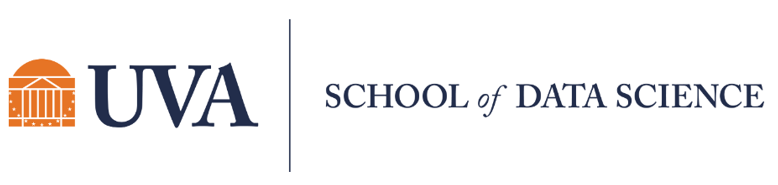 UVA
SCHOOL of DATA SCIENCE